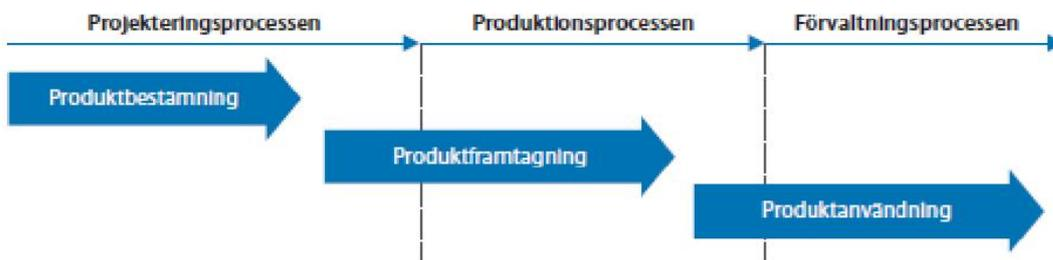 Projekteringsprocessen Produktionsprocessen Förvaltningsprocessen
Produktbestämning
Produktframtagning
Produktanvändning